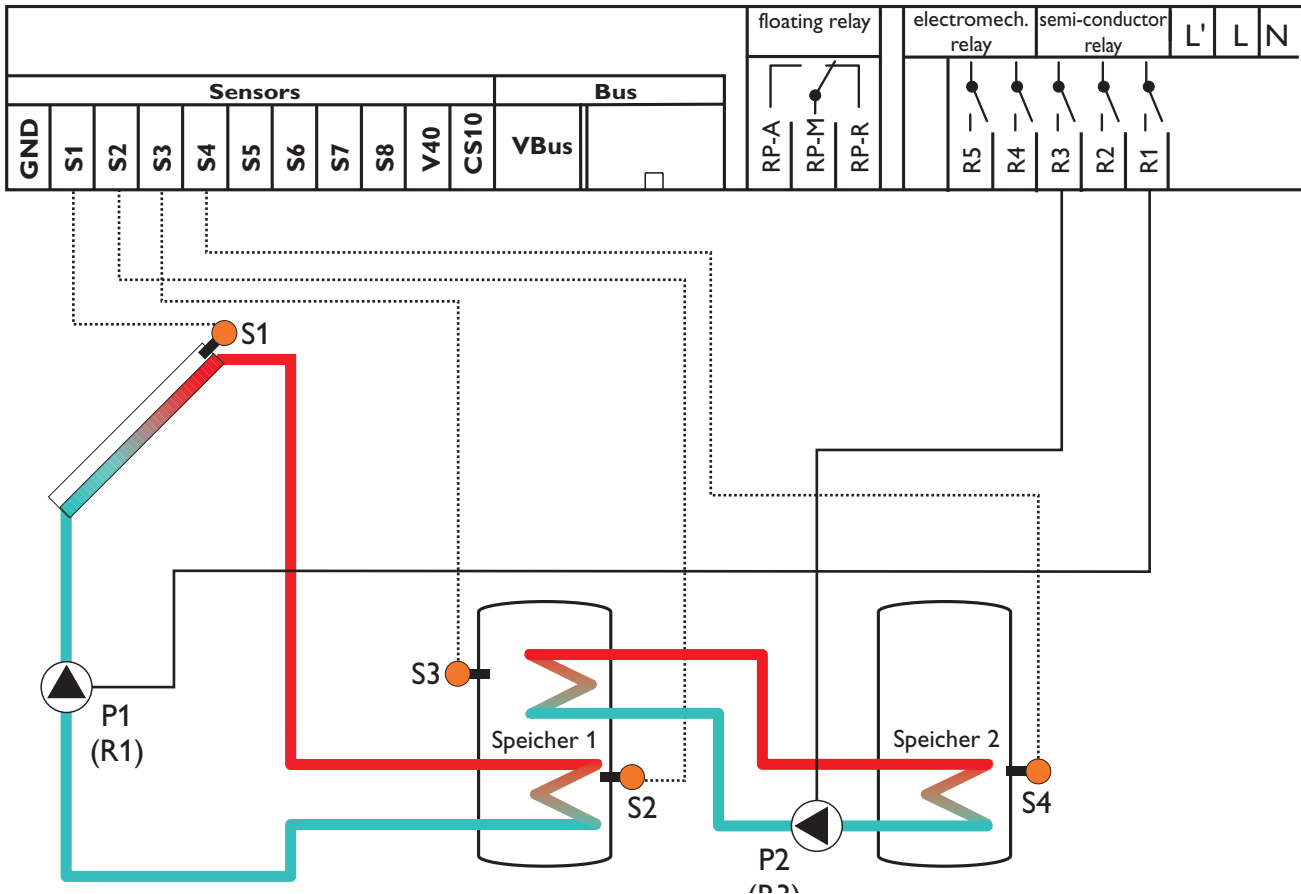 floating relay
electromech. relay
semi-conductor relay
L'
L
N
Sensors
Bus
GND
S1
S2
S3
S4
S5
S6
S7
S8
V40
CS10
VBus
RP-A
RP-M
RP-R
R5
R4
R3
R2
R1
S1
S3
P1
(R1)
Speicher 1
S2
Speicher 2
S4
P2